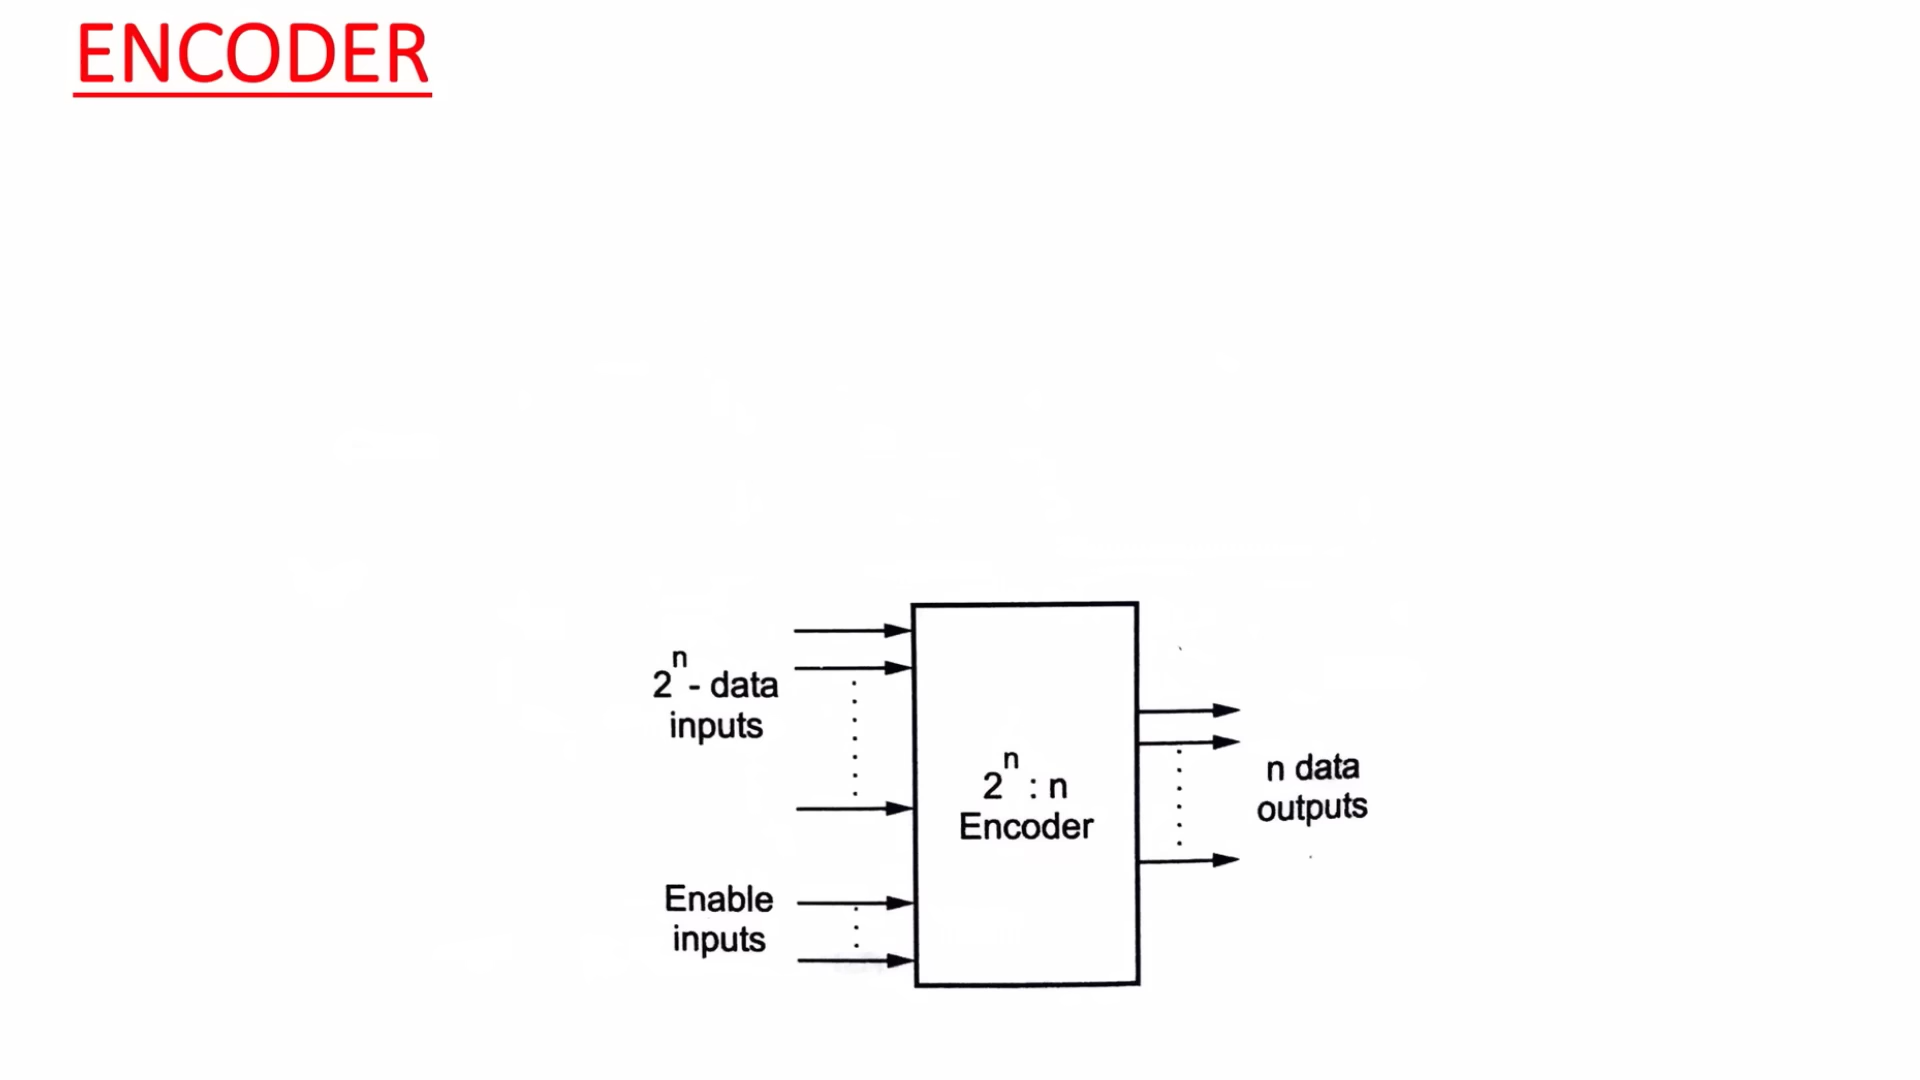 ENCODER
2ⁿ - data
inputs
2ⁿ : n
Encoder
n data
outputs
Enable
inputs